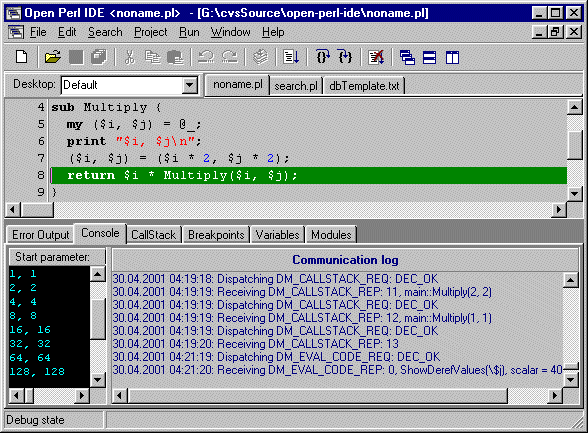 Open Perl IDE <noname.pl> - [G:\cvsSource\open-perl-ide\noname.pl]
File Edit Search Project Run Window Help
Desktop: Default noname.pl search.pl dbTemplate.txt
4 sub Multiply {
5 my ($i, $j) = @_;
6 print "$i, $j\n";
7 ($i, $j) = ($i * 2, $j * 2);
8 return $i * Multiply($i, $j);
9 }
Error Output Console CallStack Breakpoints Variables Modules
Start parameter:
1, 1
2, 2
4, 4
8, 8
16, 16
32, 32
64, 64
128, 128
Communication log
30.04.2001 04:19:18: Dispatching DM_CALLSTACK_REQ: DEC_OK
30.04.2001 04:19:19: Receiving DM_CALLSTACK_REP: 11, main::Multiply(2, 2)
30.04.2001 04:19:19: Dispatching DM_CALLSTACK_REQ: DEC_OK
30.04.2001 04:19:19: Receiving DM_CALLSTACK_REP: 12, main::Multiply(1, 1)
30.04.2001 04:19:19: Dispatching DM_CALLSTACK_REQ: DEC_OK
30.04.2001 04:19:20: Receiving DM_CALLSTACK_REP: 13
30.04.2001 04:21:19: Dispatching DM_EVAL_CODE_REQ: DEC_OK
30.04.2001 04:21:20: Receiving DM_EVAL_CODE_REP: 0, ShowDerefValues(\$j), scalar = 40
Debug state